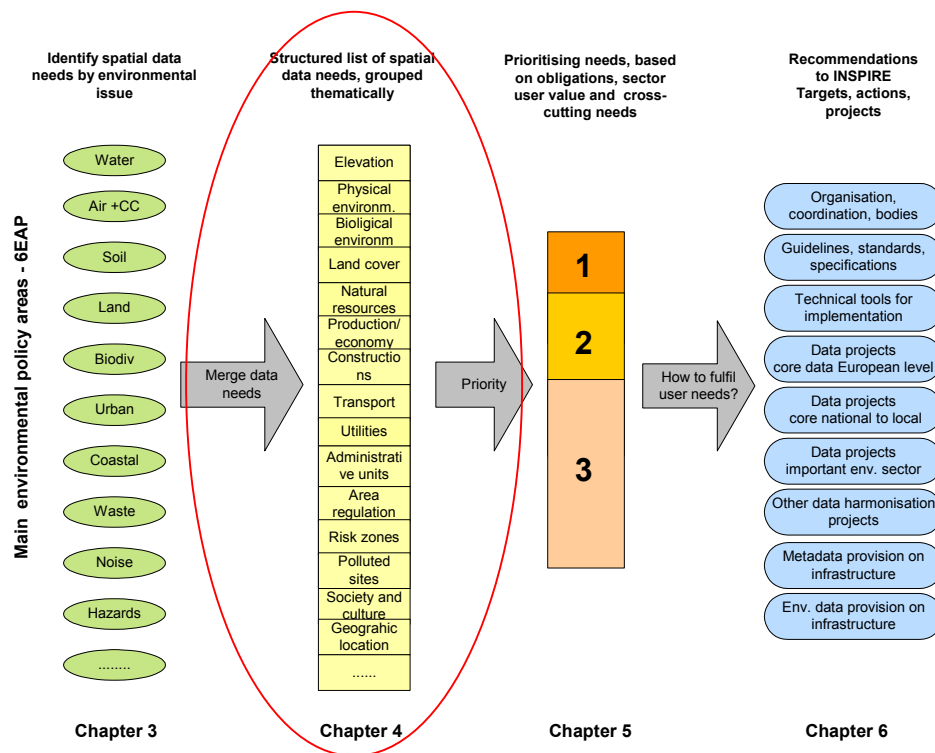 Identify spatial data
needs by environmental
issue
Structured list of spatial
data needs, grouped
thematically
Prioritising needs, based
on obligations, sector
user value and cross-
cutting needs
Recommendations
to INSPIRE
Targets, actions,
projects
Main environmental policy areas - 6EAP
Water
Air +CC
Soil
Land
Biodiv
Urban
Coastal
Waste
Noise
Hazards
........
Merge data
needs
Elevation
Physical
environm.
Bioligical
environm
Land cover
Natural
resources
Production/
economy
Constructio
ns
Transport
Utilities
Administrati
ve units
Area
regulation
Risk zones
Polluted
sites
Society and
culture
Geograhic
location
......
Priority
1
2
3
How to fulfil
user needs?
Organisation,
coordination, bodies
Guidelines, standards,
specifications
Technical tools for
implementation
Data projects
core data European level
Data projects
core national to local
Data projects
important env. sector
Other data harmonisation
projects
Metadata provision on
infrastructure
Env. data provision on
infrastructure
Chapter 3
Chapter 4
Chapter 5
Chapter 6